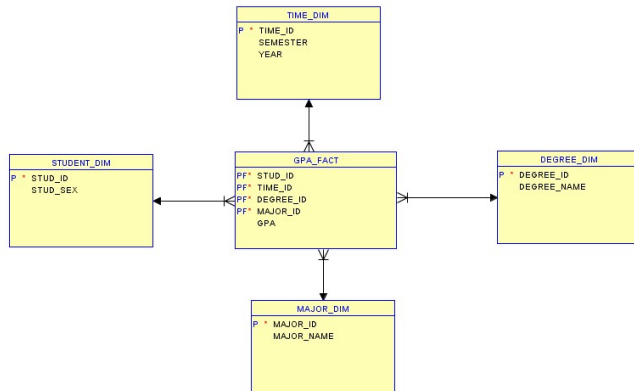 TIME_DIM
P * TIME_ID
SEMESTER
YEAR
STUDENT_DIM
P * STUD_ID
STUD_SEX
GPA_FACT
PF* STUD_ID
PF* TIME_ID
PF* DEGREE_ID
PF* MAJOR_ID
GPA
DEGREE_DIM
P * DEGREE_ID
DEGREE_NAME
MAJOR_DIM
P * MAJOR_ID
MAJOR_NAME